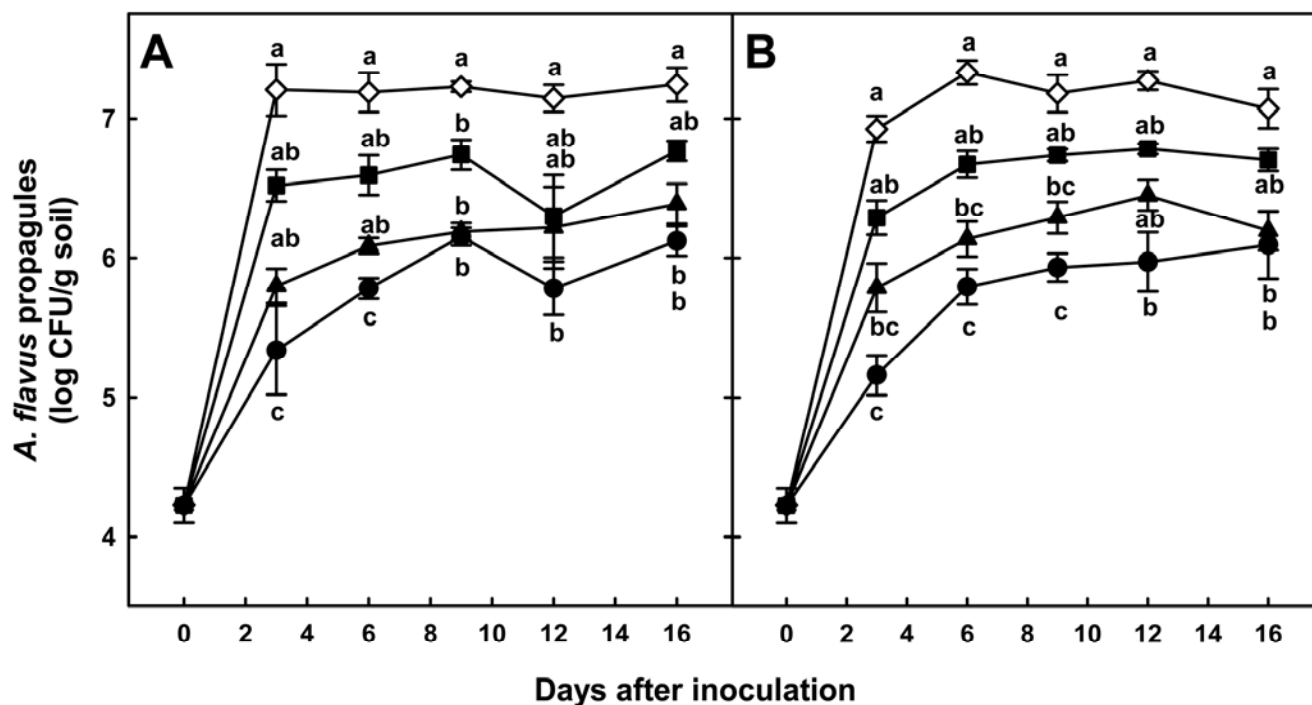 A
B
a a a a a
a a a a a
ab ab b ab ab
ab
ab ab b
ab ab ab ab
bc bc ab
ab
c b b b
c b
bc c c b b
b
c
c
7
6
5
4
A. flavus propagules
(log CFU/g soil)
0 2 4 6 8 10 12 14 16
0 2 4 6 8 10 12 14 16
Days after inoculation